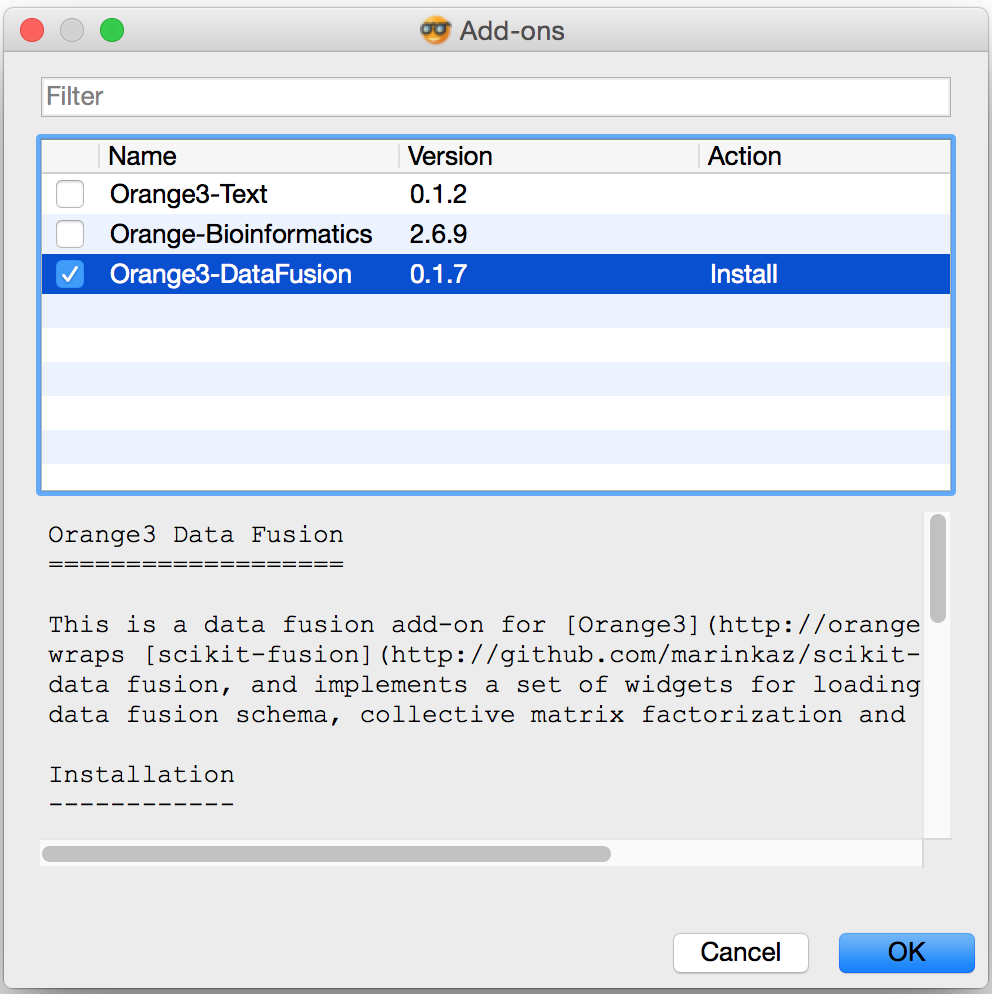 Add-ons
Filter
Name Version Action
Orange3-Text 0.1.2
Orange-Bioinformatics 2.6.9
Orange3-DataFusion 0.1.7 Install
Orange3 Data Fusion
===================
This is a data fusion add-on for [Orange3](http://orange
wraps [scikit-fusion](http://github.com/marinkaz/scikit-
data fusion, and implements a set of widgets for loading
data fusion schema, collective matrix factorization and
Installation
------------
Cancel OK